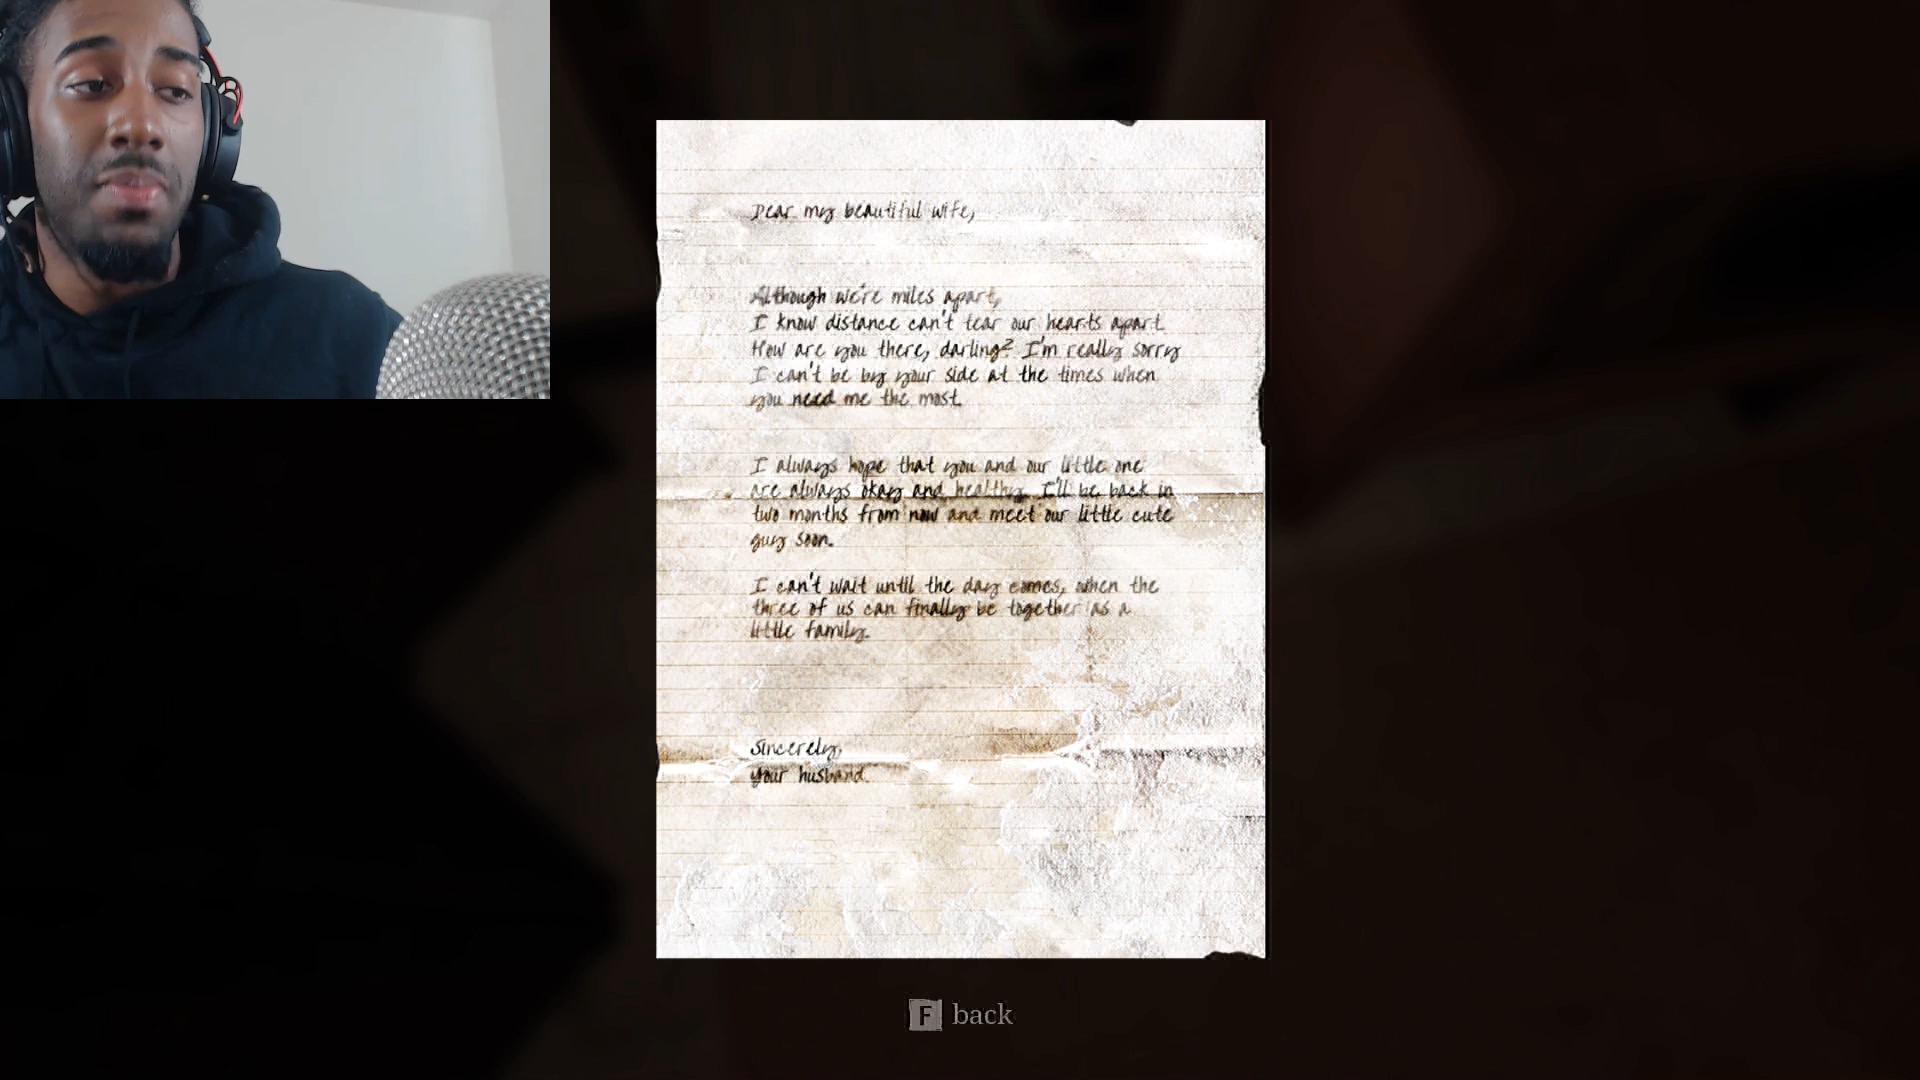 Dear my beautiful wife,
Although we're miles apart,
I know distance can't tear our hearts apart.
How are you there, darling? I'm really sorry
I can't be by your side at the times when
you need me the most.
I always hope that you and our little one
are always okay and healthy. I'll be back in
two months from now and meet our little cute
guy soon.
I can't wait until the day comes, when the
three of us can finally be together as a
little family.
Sincerely,
your husband.
F back